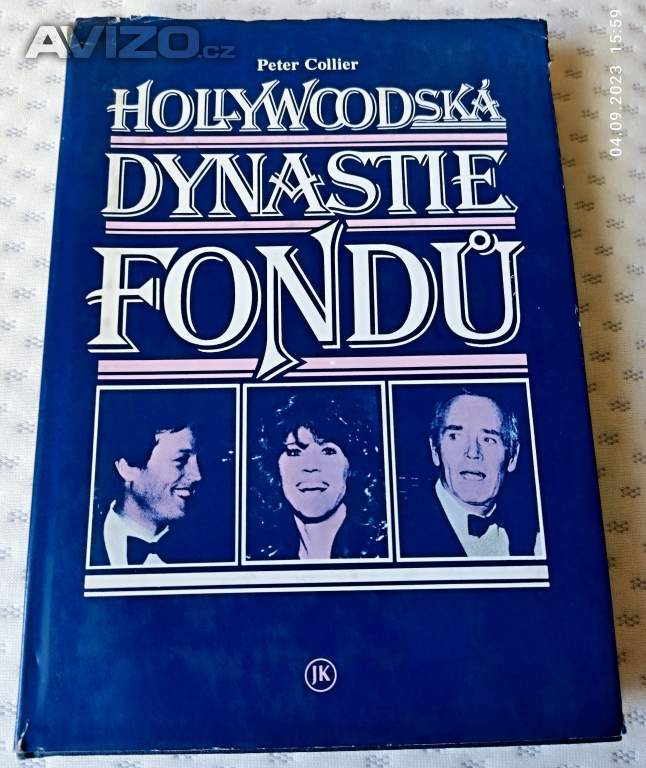 AVIZO.cz
04.09.2023 15:59
Peter Collier
HOLLYWOODSKÁ
DYNASTIE
FONDŮ
JK